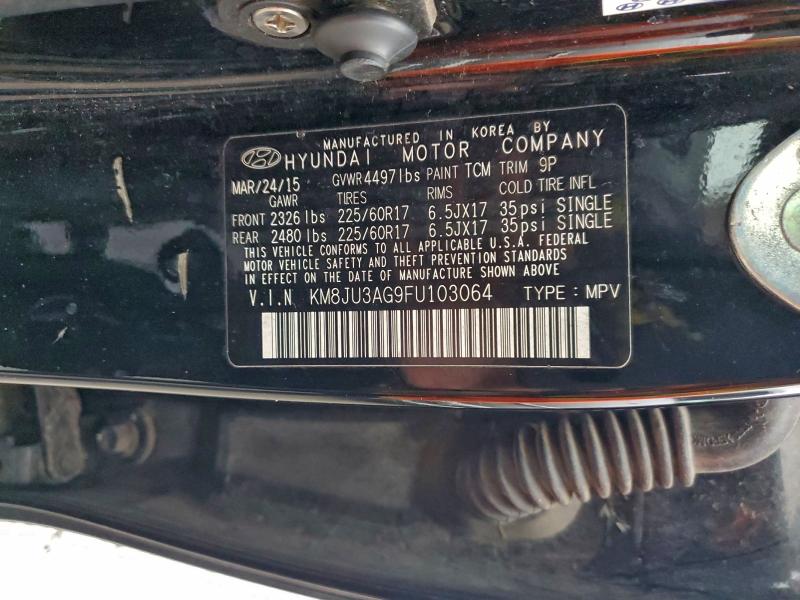 MANUFACTURED IN KOREA BY
HYUNDAI MOTOR COMPANY
MAR/24/15 GVWR 4497lbs PAINT TCM TRIM 9P
GAWR TIRES RIMS COLD TIRE INFL
FRONT 2326 lbs 225/60R17 6.5JX17 35psi SINGLE
REAR 2480 lbs 225/60R17 6.5JX17 35psi SINGLE
THIS VEHICLE CONFORMS TO ALL APPLICABLE U.S.A. FEDERAL
MOTOR VEHICLE SAFETY AND THEFT PREVENTION STANDARDS
IN EFFECT ON THE DATE OF MANUFACTURE SHOWN ABOVE
V.I.N KM8JU3AG9FU103064 TYPE : MPV